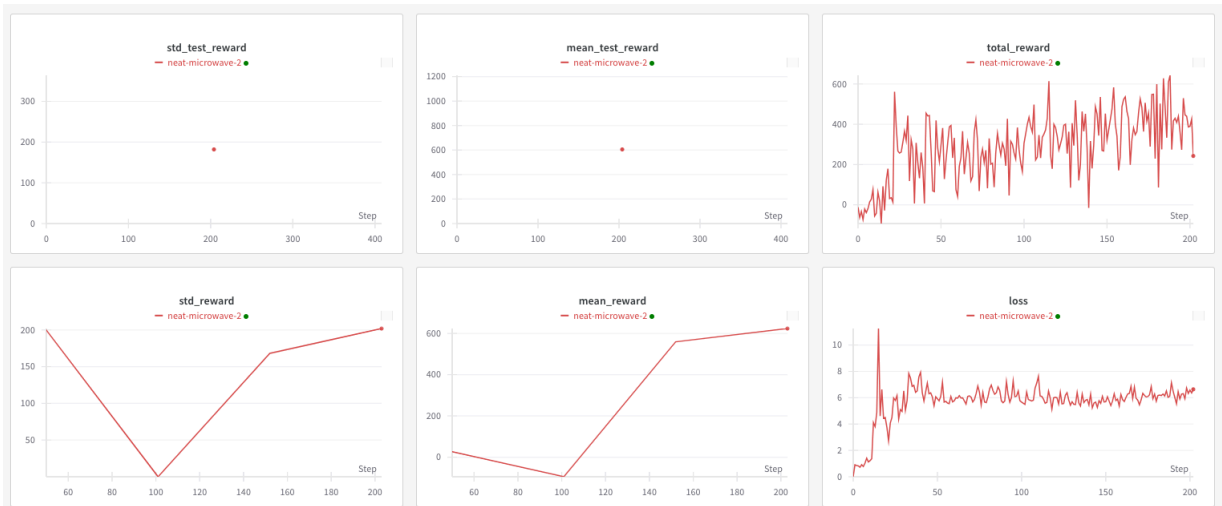 std_test_reward
neat-microwave-2
300
200
100
0
Step
0 100 200 300 400
mean_test_reward
neat-microwave-2
1200
1000
800
600
400
200
0
Step
0 100 200 300 400
total_reward
neat-microwave-2
600
400
200
0
Step
0 50 100 150 200
std_reward
neat-microwave-2
200
150
100
50
Step
60 80 100 120 140 160 180 200
mean_reward
neat-microwave-2
600
400
200
0
Step
60 80 100 120 140 160 180 200
loss
neat-microwave-2
10
8
6
4
2
0
Step
0 50 100 150 200